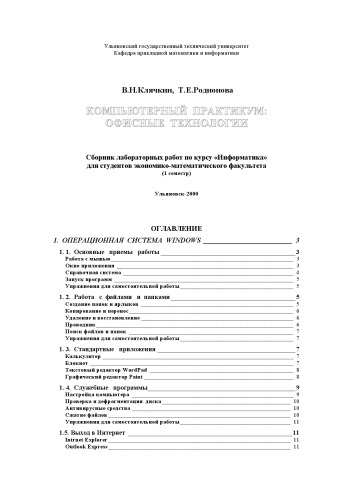 Ульяновский государственный технический университет
Кафедра прикладной математики и информатики
В.Н.Клячкин, Т.Е.Родионова
КОМПЬЮТЕРНЫЙ ПРАКТИКУМ:
ОФИСНЫЕ ТЕХНОЛОГИИ
Сборник лабораторных работ по курсу «Информатика»
для студентов экономико-математического факультета
(1 семестр)
Ульяновск-2000
ОГЛАВЛЕНИЕ
1. ОПЕРАЦИОННАЯ СИСТЕМА WINDOWS 3
1. 1. Основные приемы работы 3
Работа с мышью 3
Окно приложения 3
Справочная система 4
Запуск программ 5
Упражнения для самостоятельной работы 5
1. 2. Работа с файлами и папками 5
Создание папок и ярлыков 5
Копирование и перенос 6
Удаление и восстановление 6
Проводник 6
Поиск файлов и папок 7
Упражнения для самостоятельной работы 7
1. 3. Стандартные приложения 7
Калькулятор 7
Блокнот 7
Текстовый редактор WordPad 8
Графический редактор Paint 8
1. 4. Служебные программы 9
Настройка компьютера 9
Проверка и дефрагментация диска 10
Антивирусные средства 10
Сжатие файлов 10
Упражнения для самостоятельной работы 11
1.5. Выход в Интернет 11
Intrnet Explorer 11
Outlook Express 11